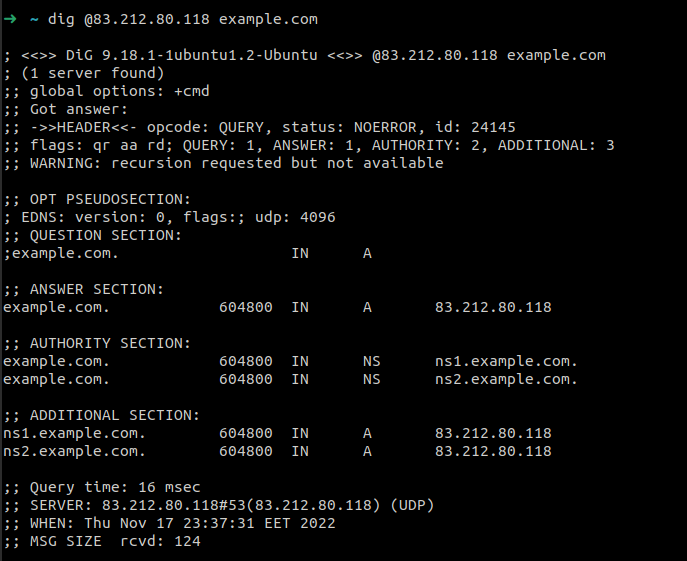 ➜ ~ dig @83.212.80.118 example.com
; <<>> DiG 9.18.1-1ubuntu1.2-Ubuntu <<>> @83.212.80.118 example.com
; (1 server found)
;; global options: +cmd
;; Got answer:
;; ->>HEADER<<- opcode: QUERY, status: NOERROR, id: 24145
;; flags: qr aa rd; QUERY: 1, ANSWER: 1, AUTHORITY: 2, ADDITIONAL: 3
;; WARNING: recursion requested but not available
;; OPT PSEUDOSECTION:
; EDNS: version: 0, flags:; udp: 4096
;; QUESTION SECTION:
;example.com. IN A
;; ANSWER SECTION:
example.com. 604800 IN A 83.212.80.118
;; AUTHORITY SECTION:
example.com. 604800 IN NS ns1.example.com.
example.com. 604800 IN NS ns2.example.com.
;; ADDITIONAL SECTION:
ns1.example.com. 604800 IN A 83.212.80.118
ns2.example.com. 604800 IN A 83.212.80.118
;; Query time: 16 msec
;; SERVER: 83.212.80.118#53(83.212.80.118) (UDP)
;; WHEN: Thu Nov 17 23:37:31 EET 2022
;; MSG SIZE rcvd: 124